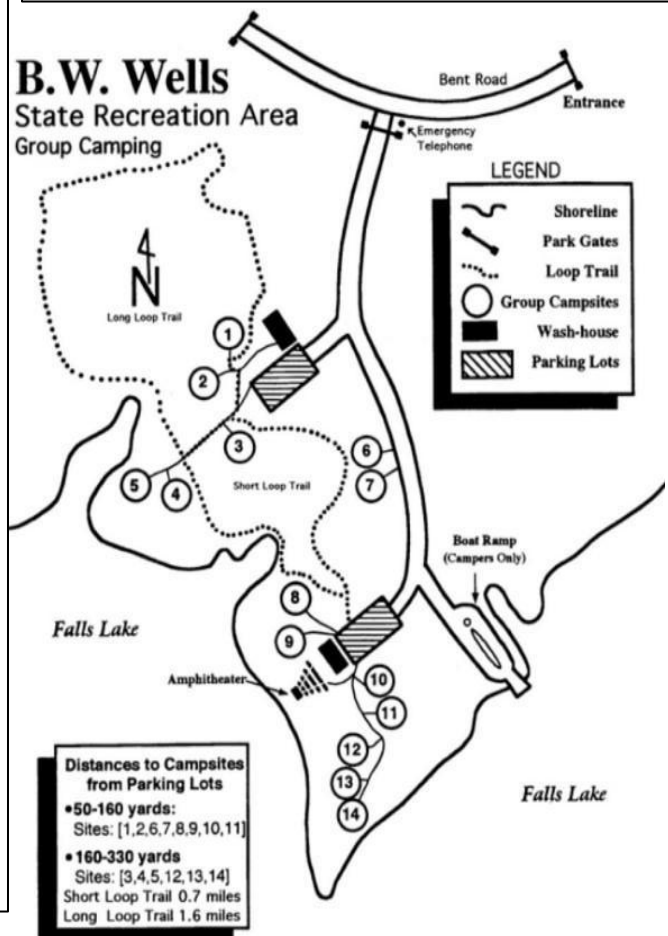 B.W. Wells
State Recreation Area
Group Camping
Bent Road
Entrance
Emergency
Telephone
LEGEND
Shoreline
Park Gates
Loop Trail
Group Campsites
Wash-house
Parking Lots
N
Long Loop Trail
1
2
3
5
4
Short Loop Trail
6
7
Boat Ramp
(Campers Only)
8
9
Falls Lake
Amphitheater
10
11
12
13
14
Falls Lake
Distances to Campsites
from Parking Lots
•50-160 yards:
Sites: [1,2,6,7,8,9,10,11]
•160-330 yards
Sites: [3,4,5,12,13,14]
Short Loop Trail 0.7 miles
Long Loop Trail 1.6 miles